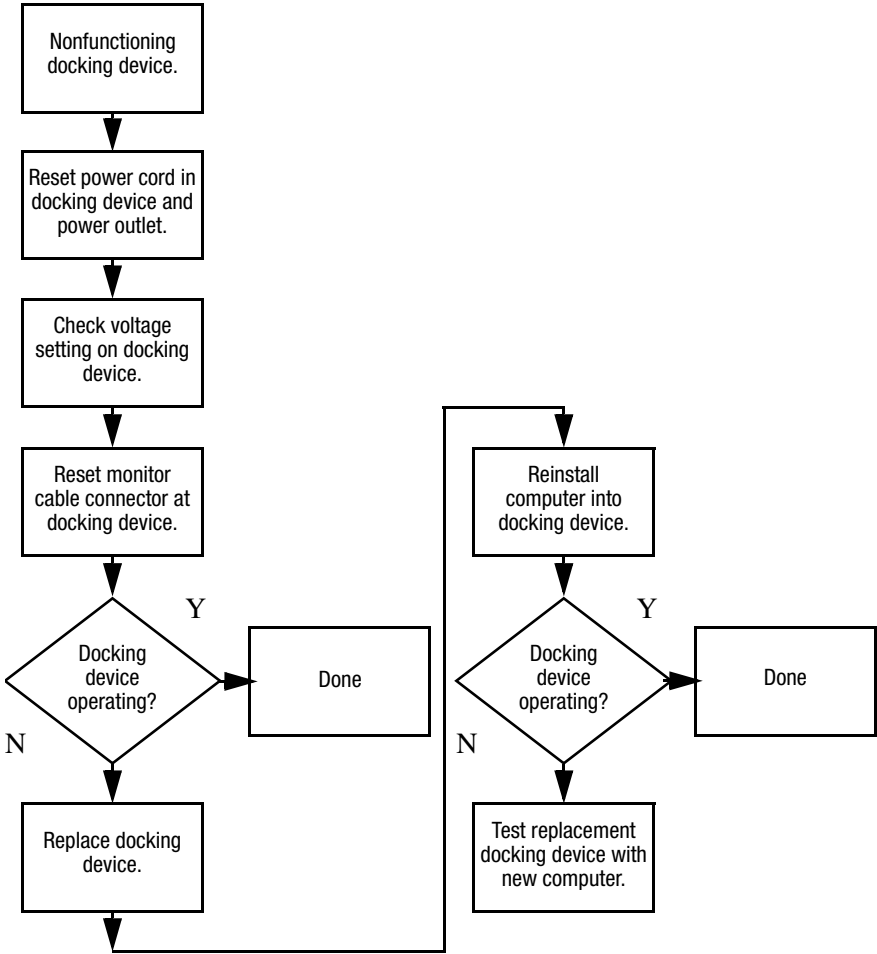 Nonfunctioning
docking device.
Reset power cord in
docking device and
power outlet.
Check voltage
setting on docking
device.
Reset monitor
cable connector at
docking device.
Y
Docking
device
operating?
Done
N
Replace docking
device.
Reinstall
computer into
docking device.
Y
Docking
device
operating?
Done
N
Test replacement
docking device with
new computer.